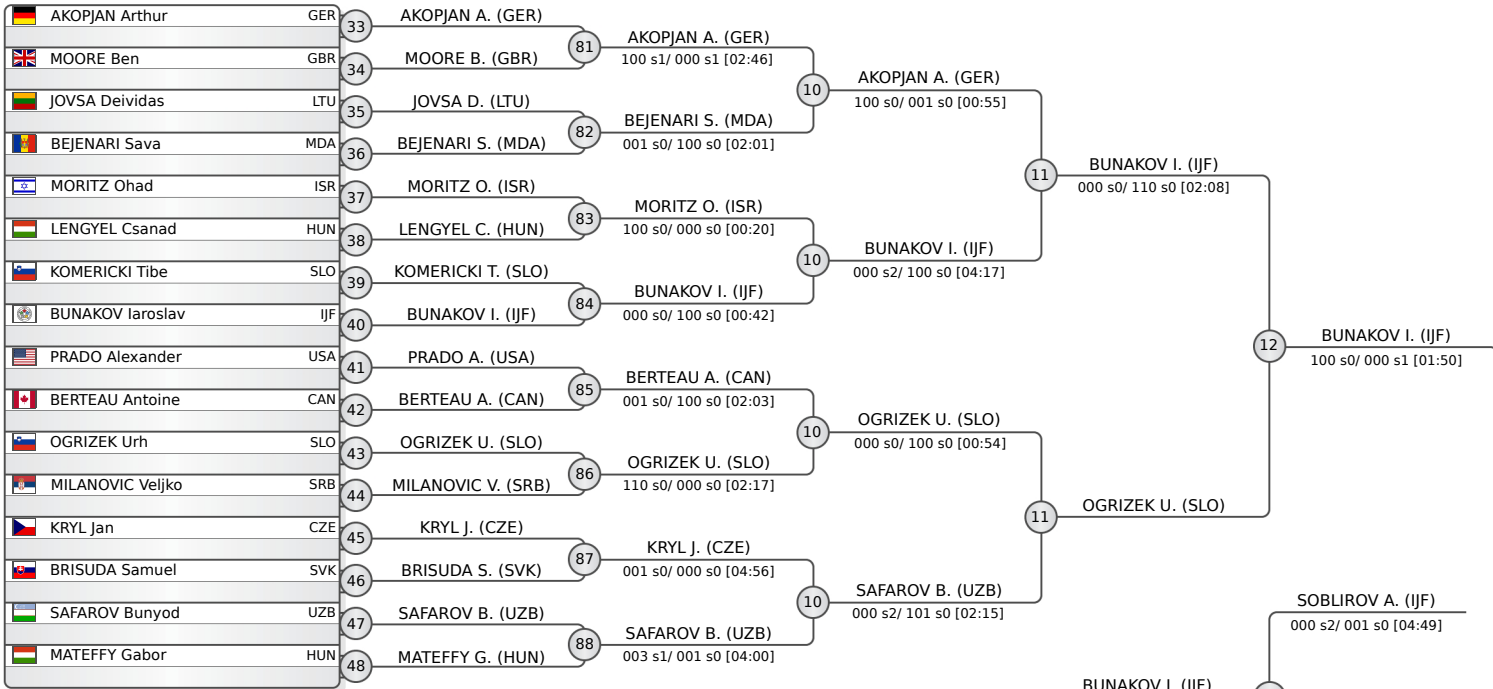 AKOPJAN Arthur GER
MOORE Ben GBR
JOVSA Deividas LTU
BEJENARI Sava MDA
MORITZ Ohad ISR
LENGYEL Csanad HUN
KOMERICKI Tibe SLO
BUNAKOV Iaroslav IJF
PRADO Alexander USA
BERTEAU Antoine CAN
OGRIZEK Urh SLO
MILANOVIC Veljko SRB
KRYL Jan CZE
BRISUDA Samuel SVK
SAFAROV Bunyod UZB
MATEFFY Gabor HUN
33 AKOPJAN A. (GER)
34 MOORE B. (GBR)
35 JOVSA D. (LTU)
36 BEJENARI S. (MDA)
37 MORITZ O. (ISR)
38 LENGYEL C. (HUN)
39 KOMERICKI T. (SLO)
40 BUNAKOV I. (IJF)
41 PRADO A. (USA)
42 BERTEAU A. (CAN)
43 OGRIZEK U. (SLO)
44 MILANOVIC V. (SRB)
45 KRYL J. (CZE)
46 BRISUDA S. (SVK)
47 SAFAROV B. (UZB)
48 MATEFFY G. (HUN)
81 AKOPJAN A. (GER)
100 s1/ 000 s1 [02:46]
82 BEJENARI S. (MDA)
001 s0/ 100 s0 [02:01]
83 MORITZ O. (ISR)
100 s0/ 000 s0 [00:20]
84 BUNAKOV I. (IJF)
000 s0/ 100 s0 [00:42]
85 BERTEAU A. (CAN)
001 s0/ 100 s0 [02:03]
86 OGRIZEK U. (SLO)
110 s0/ 000 s0 [02:17]
87 KRYL J. (CZE)
001 s0/ 000 s0 [04:56]
88 SAFAROV B. (UZB)
003 s1/ 001 s0 [04:00]
10 AKOPJAN A. (GER)
100 s0/ 001 s0 [00:55]
10 BUNAKOV I. (IJF)
000 s2/ 100 s0 [04:17]
10 OGRIZEK U. (SLO)
000 s0/ 100 s0 [00:54]
10 SAFAROV B. (UZB)
000 s2/ 101 s0 [02:15]
11 BUNAKOV I. (IJF)
000 s0/ 110 s0 [02:08]
11 OGRIZEK U. (SLO)
12 BUNAKOV I. (IJF)
100 s0/ 000 s1 [01:50]
SOBLIROV A. (IJF)
000 s2/ 001 s0 [04:49]
BUNAKOV I. (IJF)